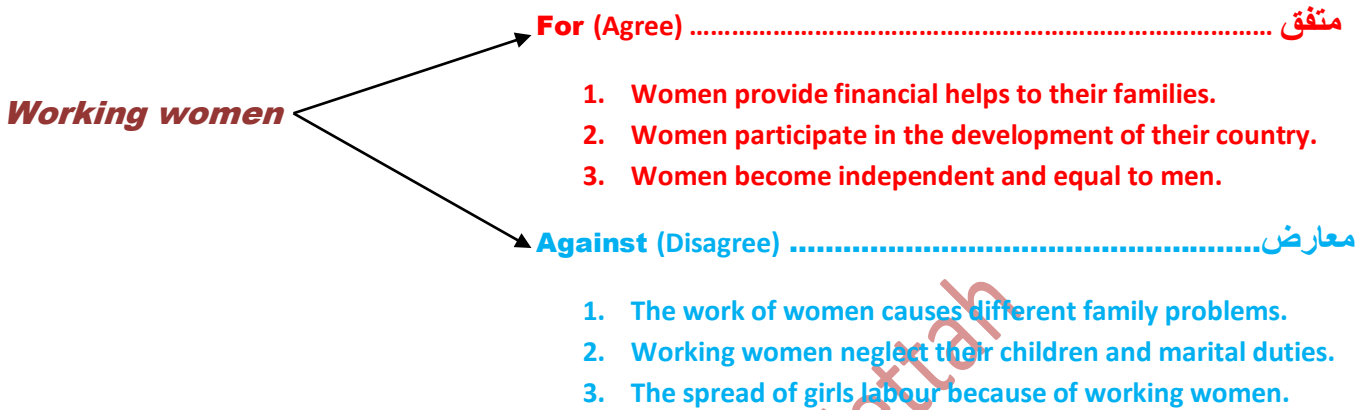 For (Agree) ……………………………………………………………………… متفق
Working women
1. Women provide financial helps to their families.
2. Women participate in the development of their country.
3. Women become independent and equal to men.
Against (Disagree) ……………………………………………. معارض
1. The work of women causes different family problems.
2. Working women neglect their children and marital duties.
3. The spread of girls labour because of working women.